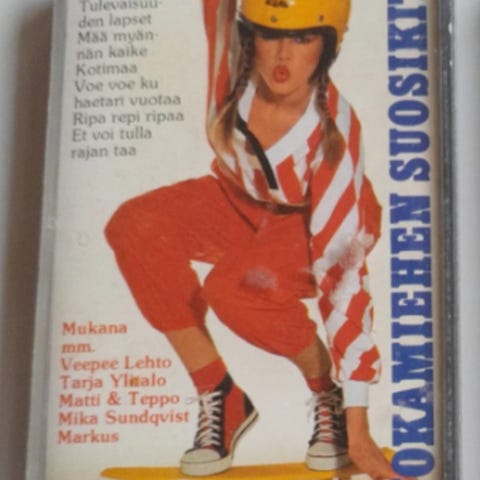 Tulevaisuu-
den lapset
Mää myän-
nän kaike
Kotimaa
Voe voe ku
haetari vuotaa
Ripa repi ripaa
Et voi tulla
rajan taa
Mukana
mm.
Veepee Lehto
Tarja Ylitalo
Matti & Teppo
Mika Sundqvist
Markus
OKAMIEHEN SUOSIKIT